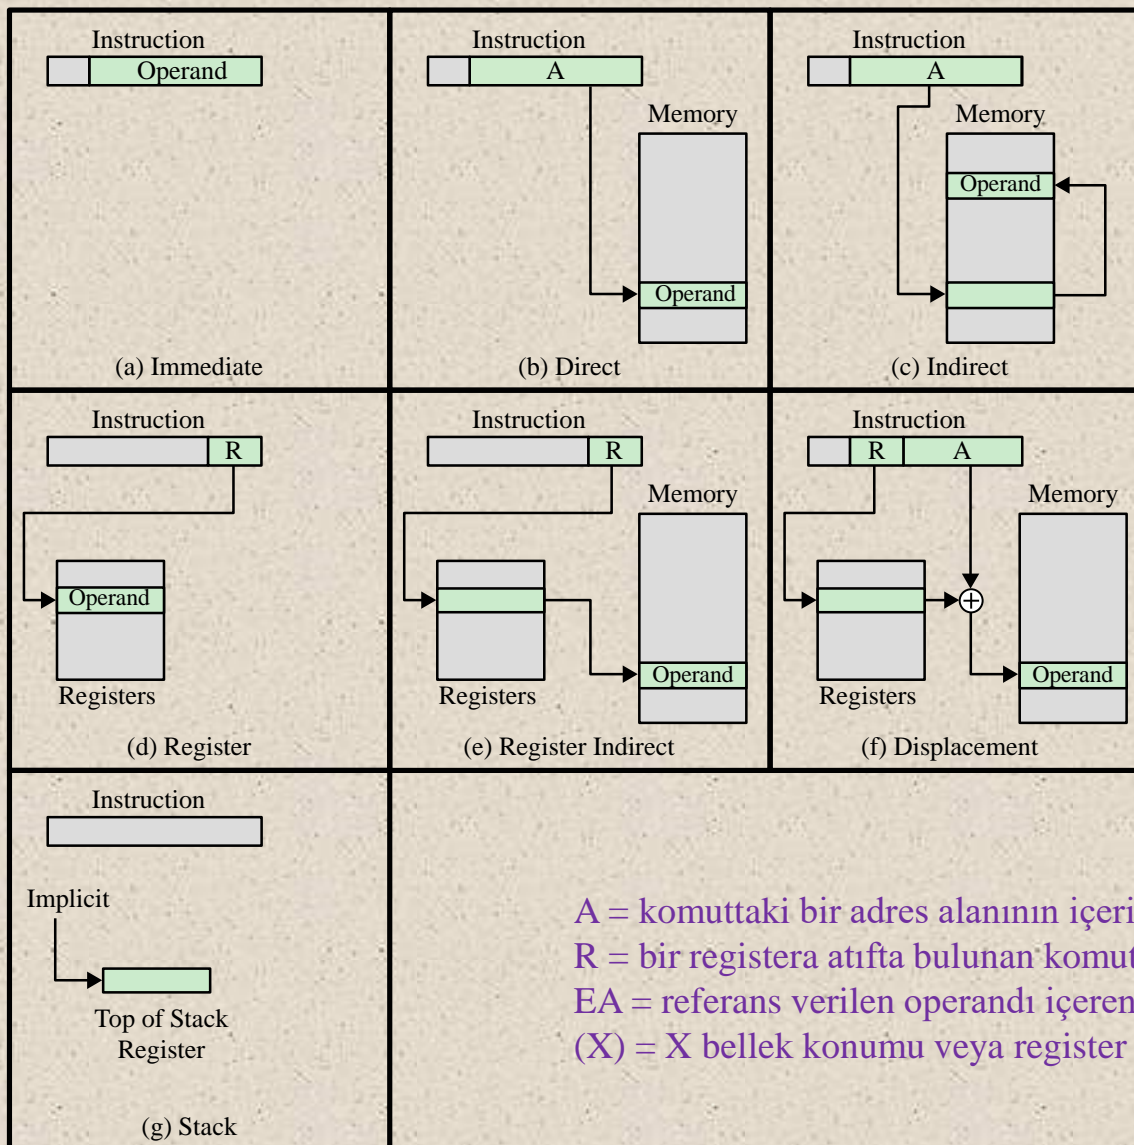 Instruction
Operand
(a) Immediate
Instruction
A
Memory
Operand
(b) Direct
Instruction
A
Memory
Operand
(c) Indirect
Instruction
R
Operand
Registers
(d) Register
Instruction
R
Memory
Operand
Registers
(e) Register Indirect
Instruction
R A
Memory
Operand
Registers
(f) Displacement
Instruction
Implicit
Top of Stack
Register
(g) Stack
A = komuttaki bir adres alanının içeri
R = bir registera atıfta bulunan komut
EA = referans verilen operandı içeren
(X) = X bellek konumu veya register